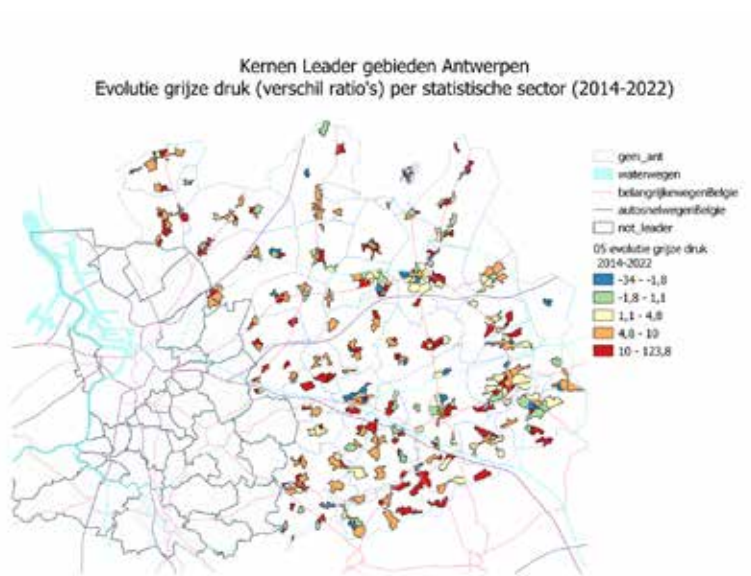 Kernen Leader gebieden Antwerpen
Evolutie grijze druk (verschil ratio's) per statistische sector (2014-2022)
gem_ant
waterwegen
belangrijkewegenBelgie
autosnelwegenBelgie
not_leader
05 evolutie grijze druk
2014-2022
-34 - -1,8
-1,8 - 1,1
1,1 - 4,8
4,8 - 10
10 - 123,8